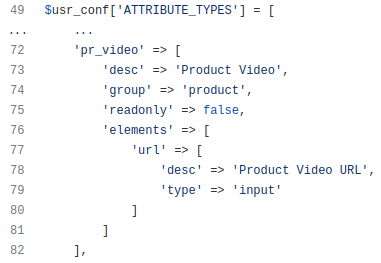 49 $usr_conf['ATTRIBUTE_TYPES'] = [
... ...
72 'pr_video' => [
73 'desc' => 'Product Video',
74 'group' => 'product',
75 'readonly' => false,
76 'elements' => [
77 'url' => [
78 'desc' => 'Product Video URL',
79 'type' => 'input'
80 ]
81 ]
82 ],